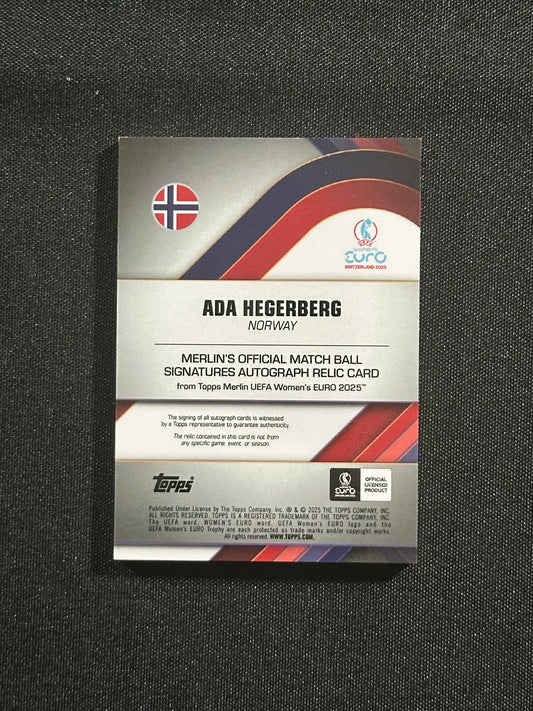 women's
EURO
SWITZERLAND 2025
ADA HEGERBERG
NORWAY
MERLIN'S OFFICIAL MATCH BALL
SIGNATURES AUTOGRAPH RELIC CARD
from Topps Merlin UEFA Women's EURO 2025™
The signing of all autograph cards is witnessed
by a Topps representative to guarantee authenticity.
The relic contained in this card is not from
any specific game, event, or season.
Topps®
EURO
OFFICIAL
LICENSED
PRODUCT
Published Under License by The Topps Company, Inc. ® & © 2025 THE TOPPS COMPANY, INC.
ALL RIGHTS RESERVED. TOPPS IS A REGISTERED TRADEMARK OF THE TOPPS COMPANY, INC.
The UEFA word, WOMEN'S EURO word, UEFA Women's EURO logo and the
UEFA Women's EURO Trophy are each protected as trade marks and/or copyright works.
All rights reserved. WWW.TOPPS.COM.